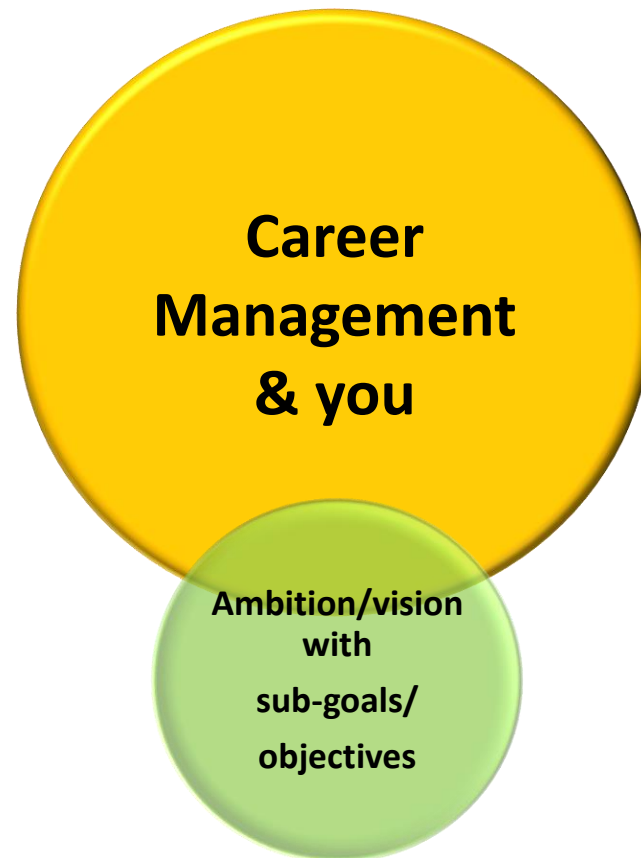 Career
Management
& you
Ambition/vision
with
sub-goals/
objectives